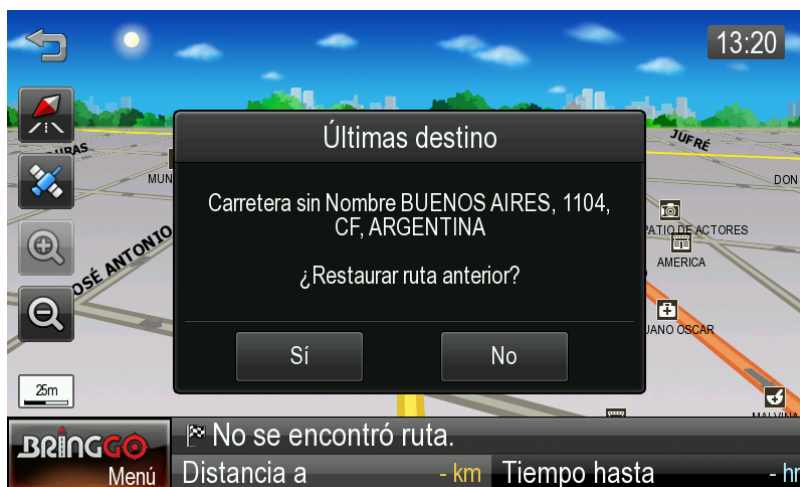 13:20
Últimas destino
JUFRÉ
URAS
MUN
DON
Carretera sin Nombre BUENOS AIRES, 1104,
CF, ARGENTINA
PATIO DE ACTORES
JOSÉ ANTONIO
AMERICA
¿Restaurar ruta anterior?
JANO OSCAR
Sí No
25m
MALVINA
BRINGGO
No se encontró ruta.
Menú
Distancia a - km Tiempo hasta - hr